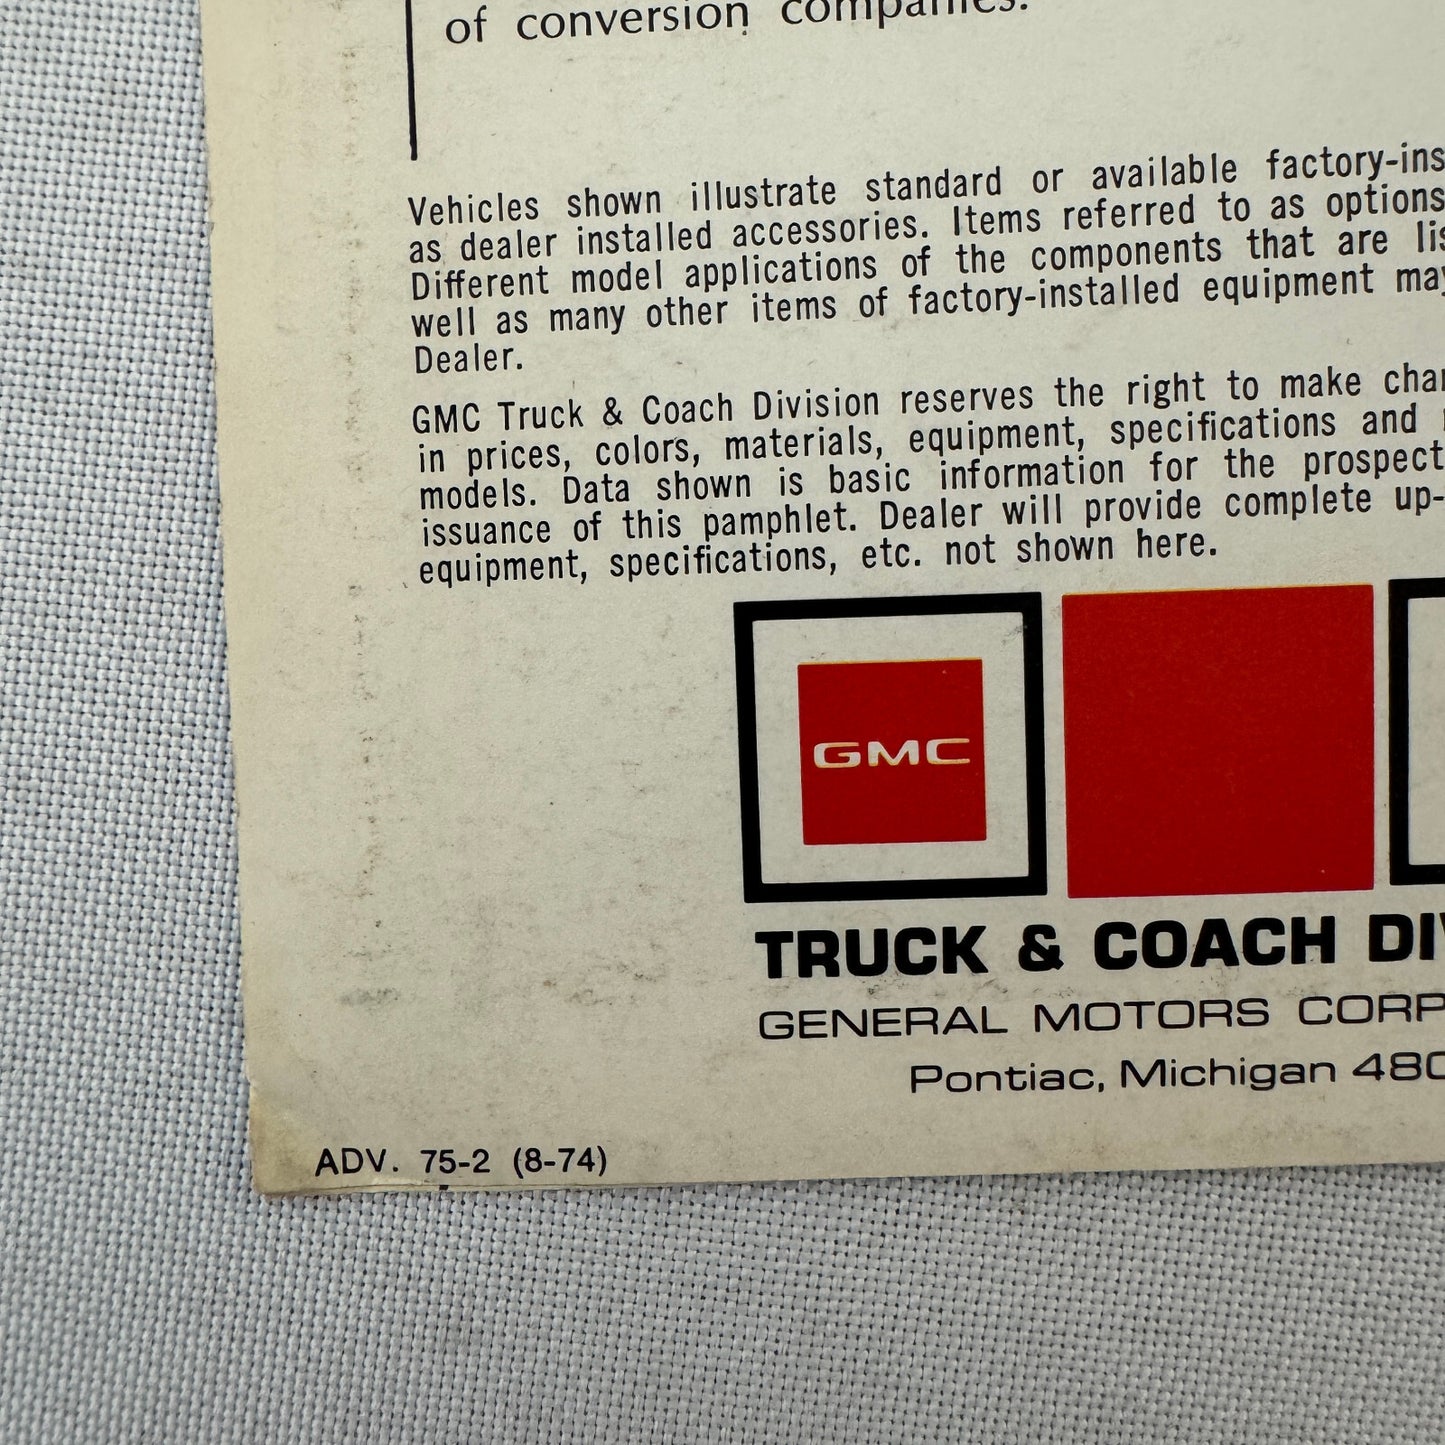 of conversion companies.
Vehicles shown illustrate standard or available factory-ins
as dealer installed accessories. Items referred to as options
Different model applications of the components that are lis
well as many other items of factory-installed equipment may
Dealer.
GMC Truck & Coach Division reserves the right to make chan
in prices, colors, materials, equipment, specifications and
models. Data shown is basic information for the prospect
issuance of this pamphlet. Dealer will provide complete up-
equipment, specifications, etc. not shown here.
GMC
TRUCK & COACH DIV
GENERAL MOTORS CORP
Pontiac, Michigan 480
ADV. 75-2 (8-74)